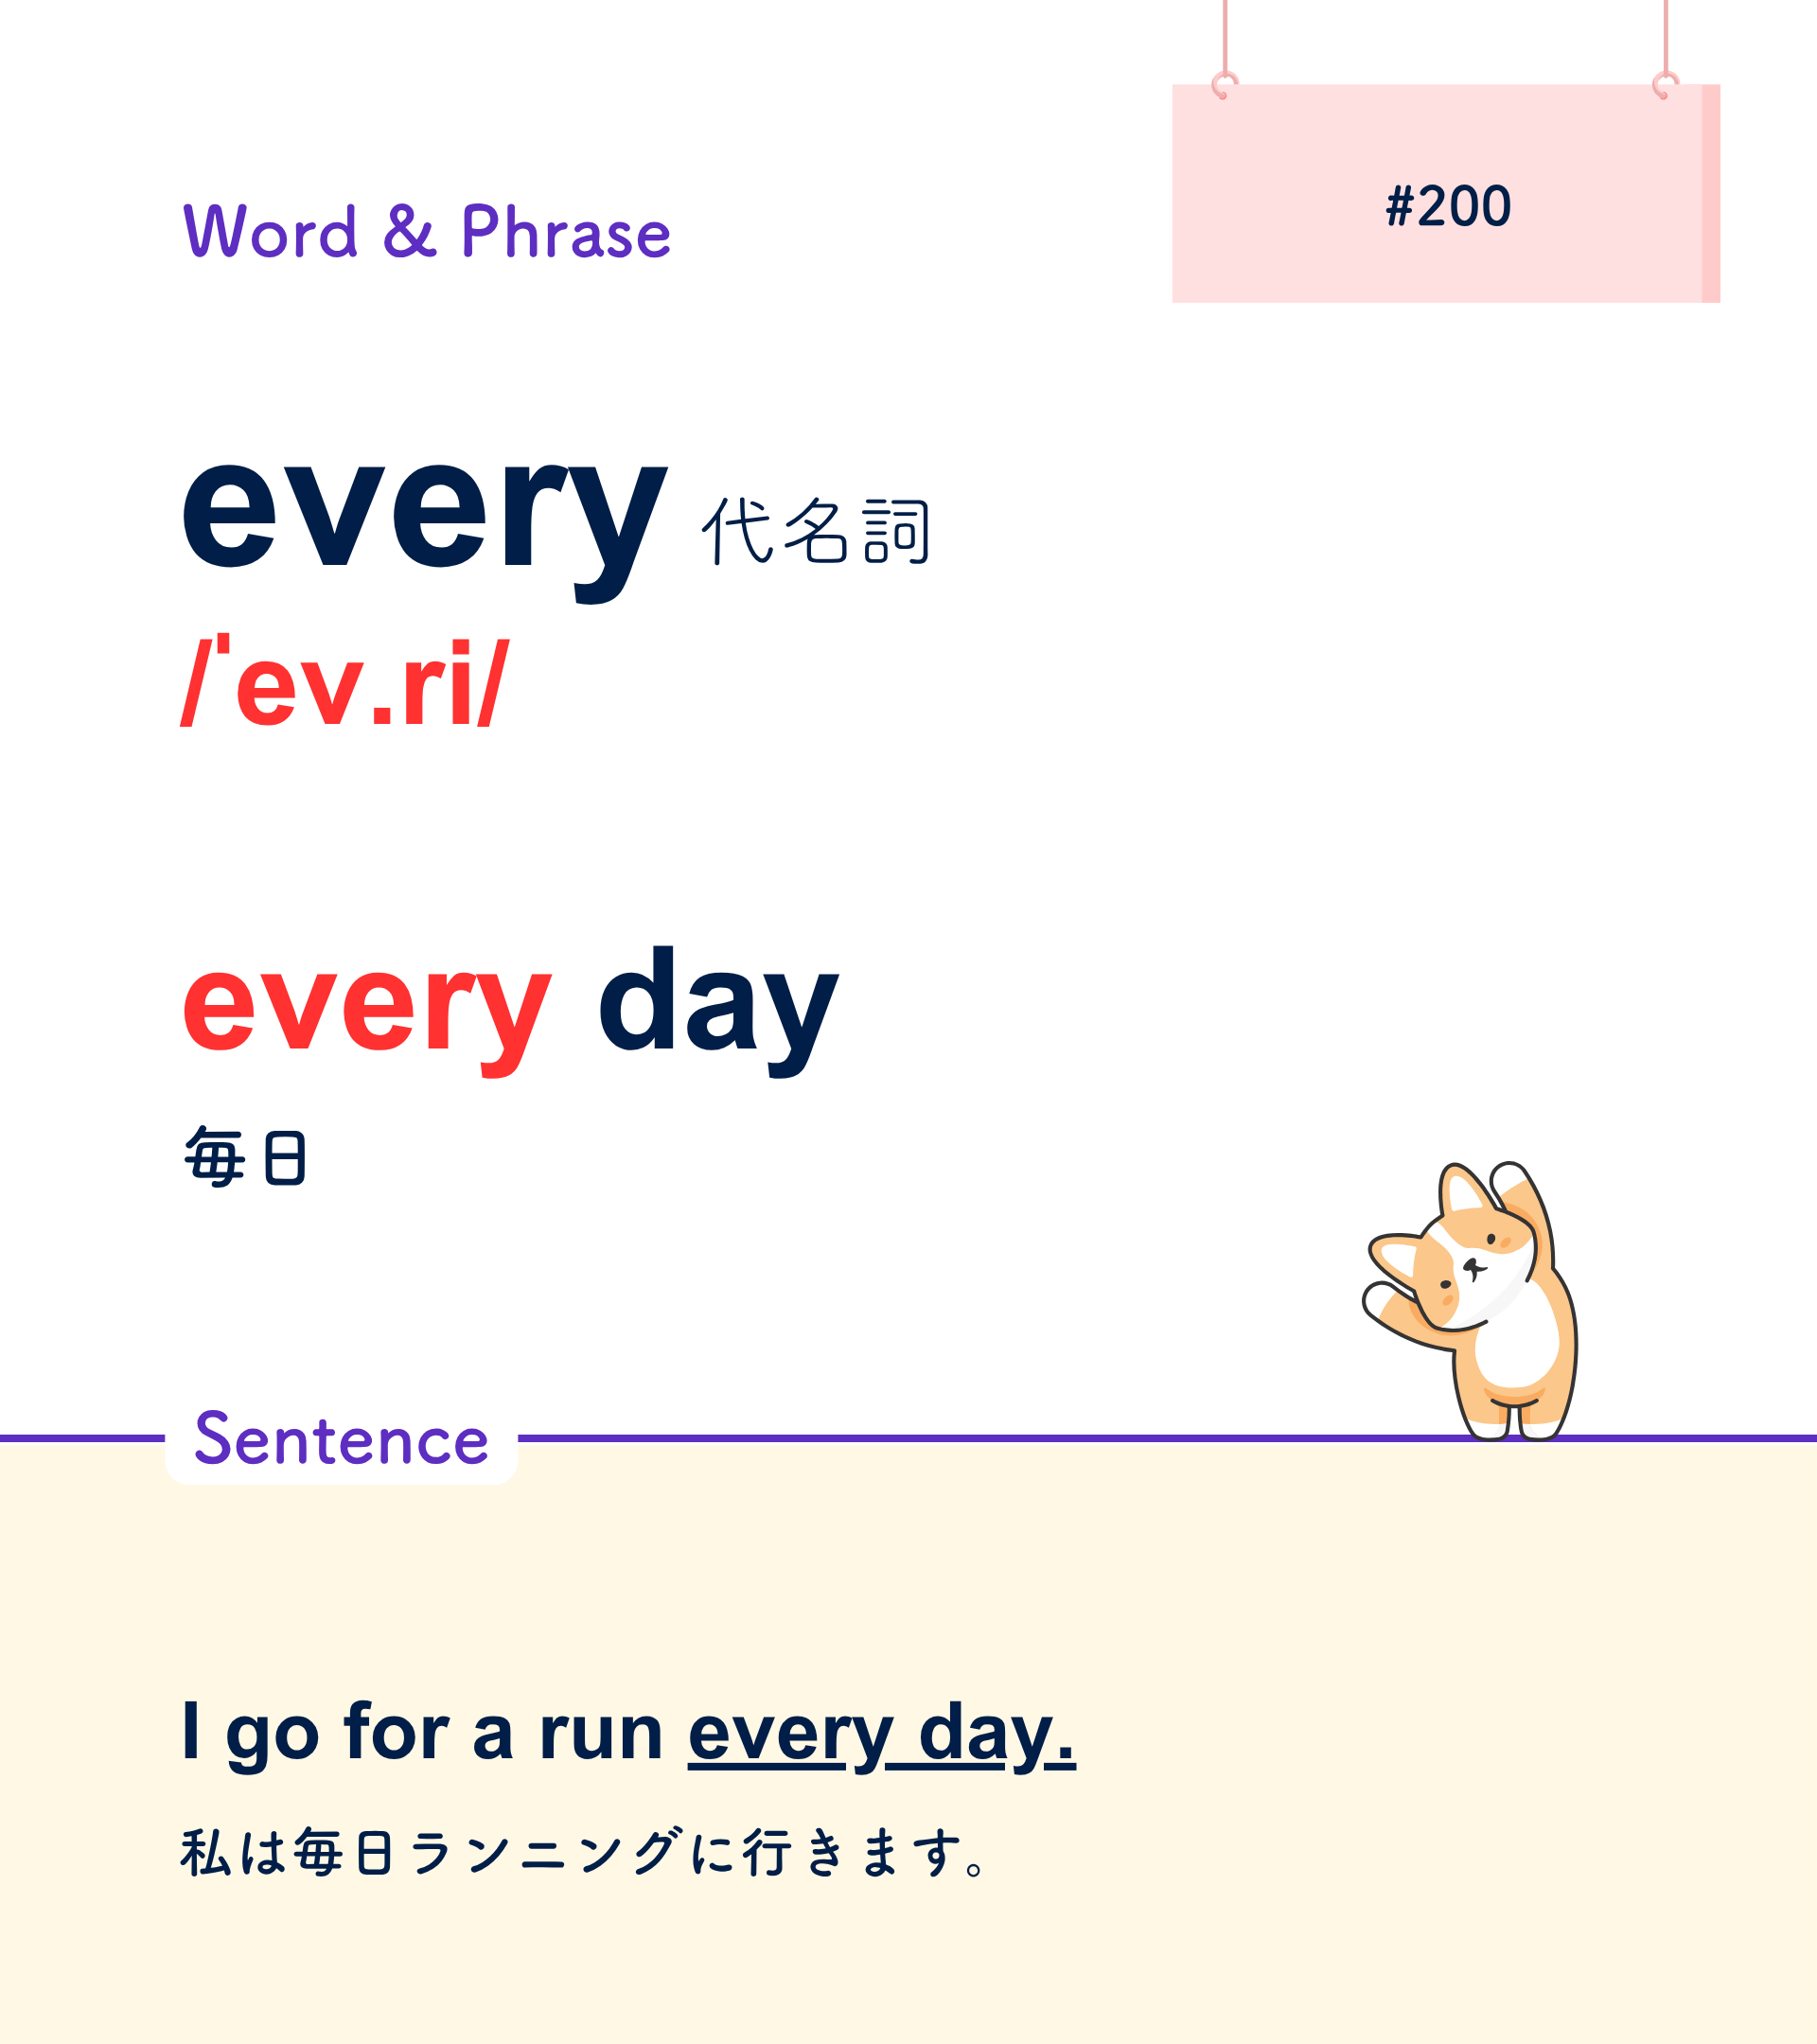 Word & Phrase
#200
every 代名詞
/ˈev.ri/
every day
毎日
Sentence
I go for a run every day.
私は毎日ランニングに行きます。